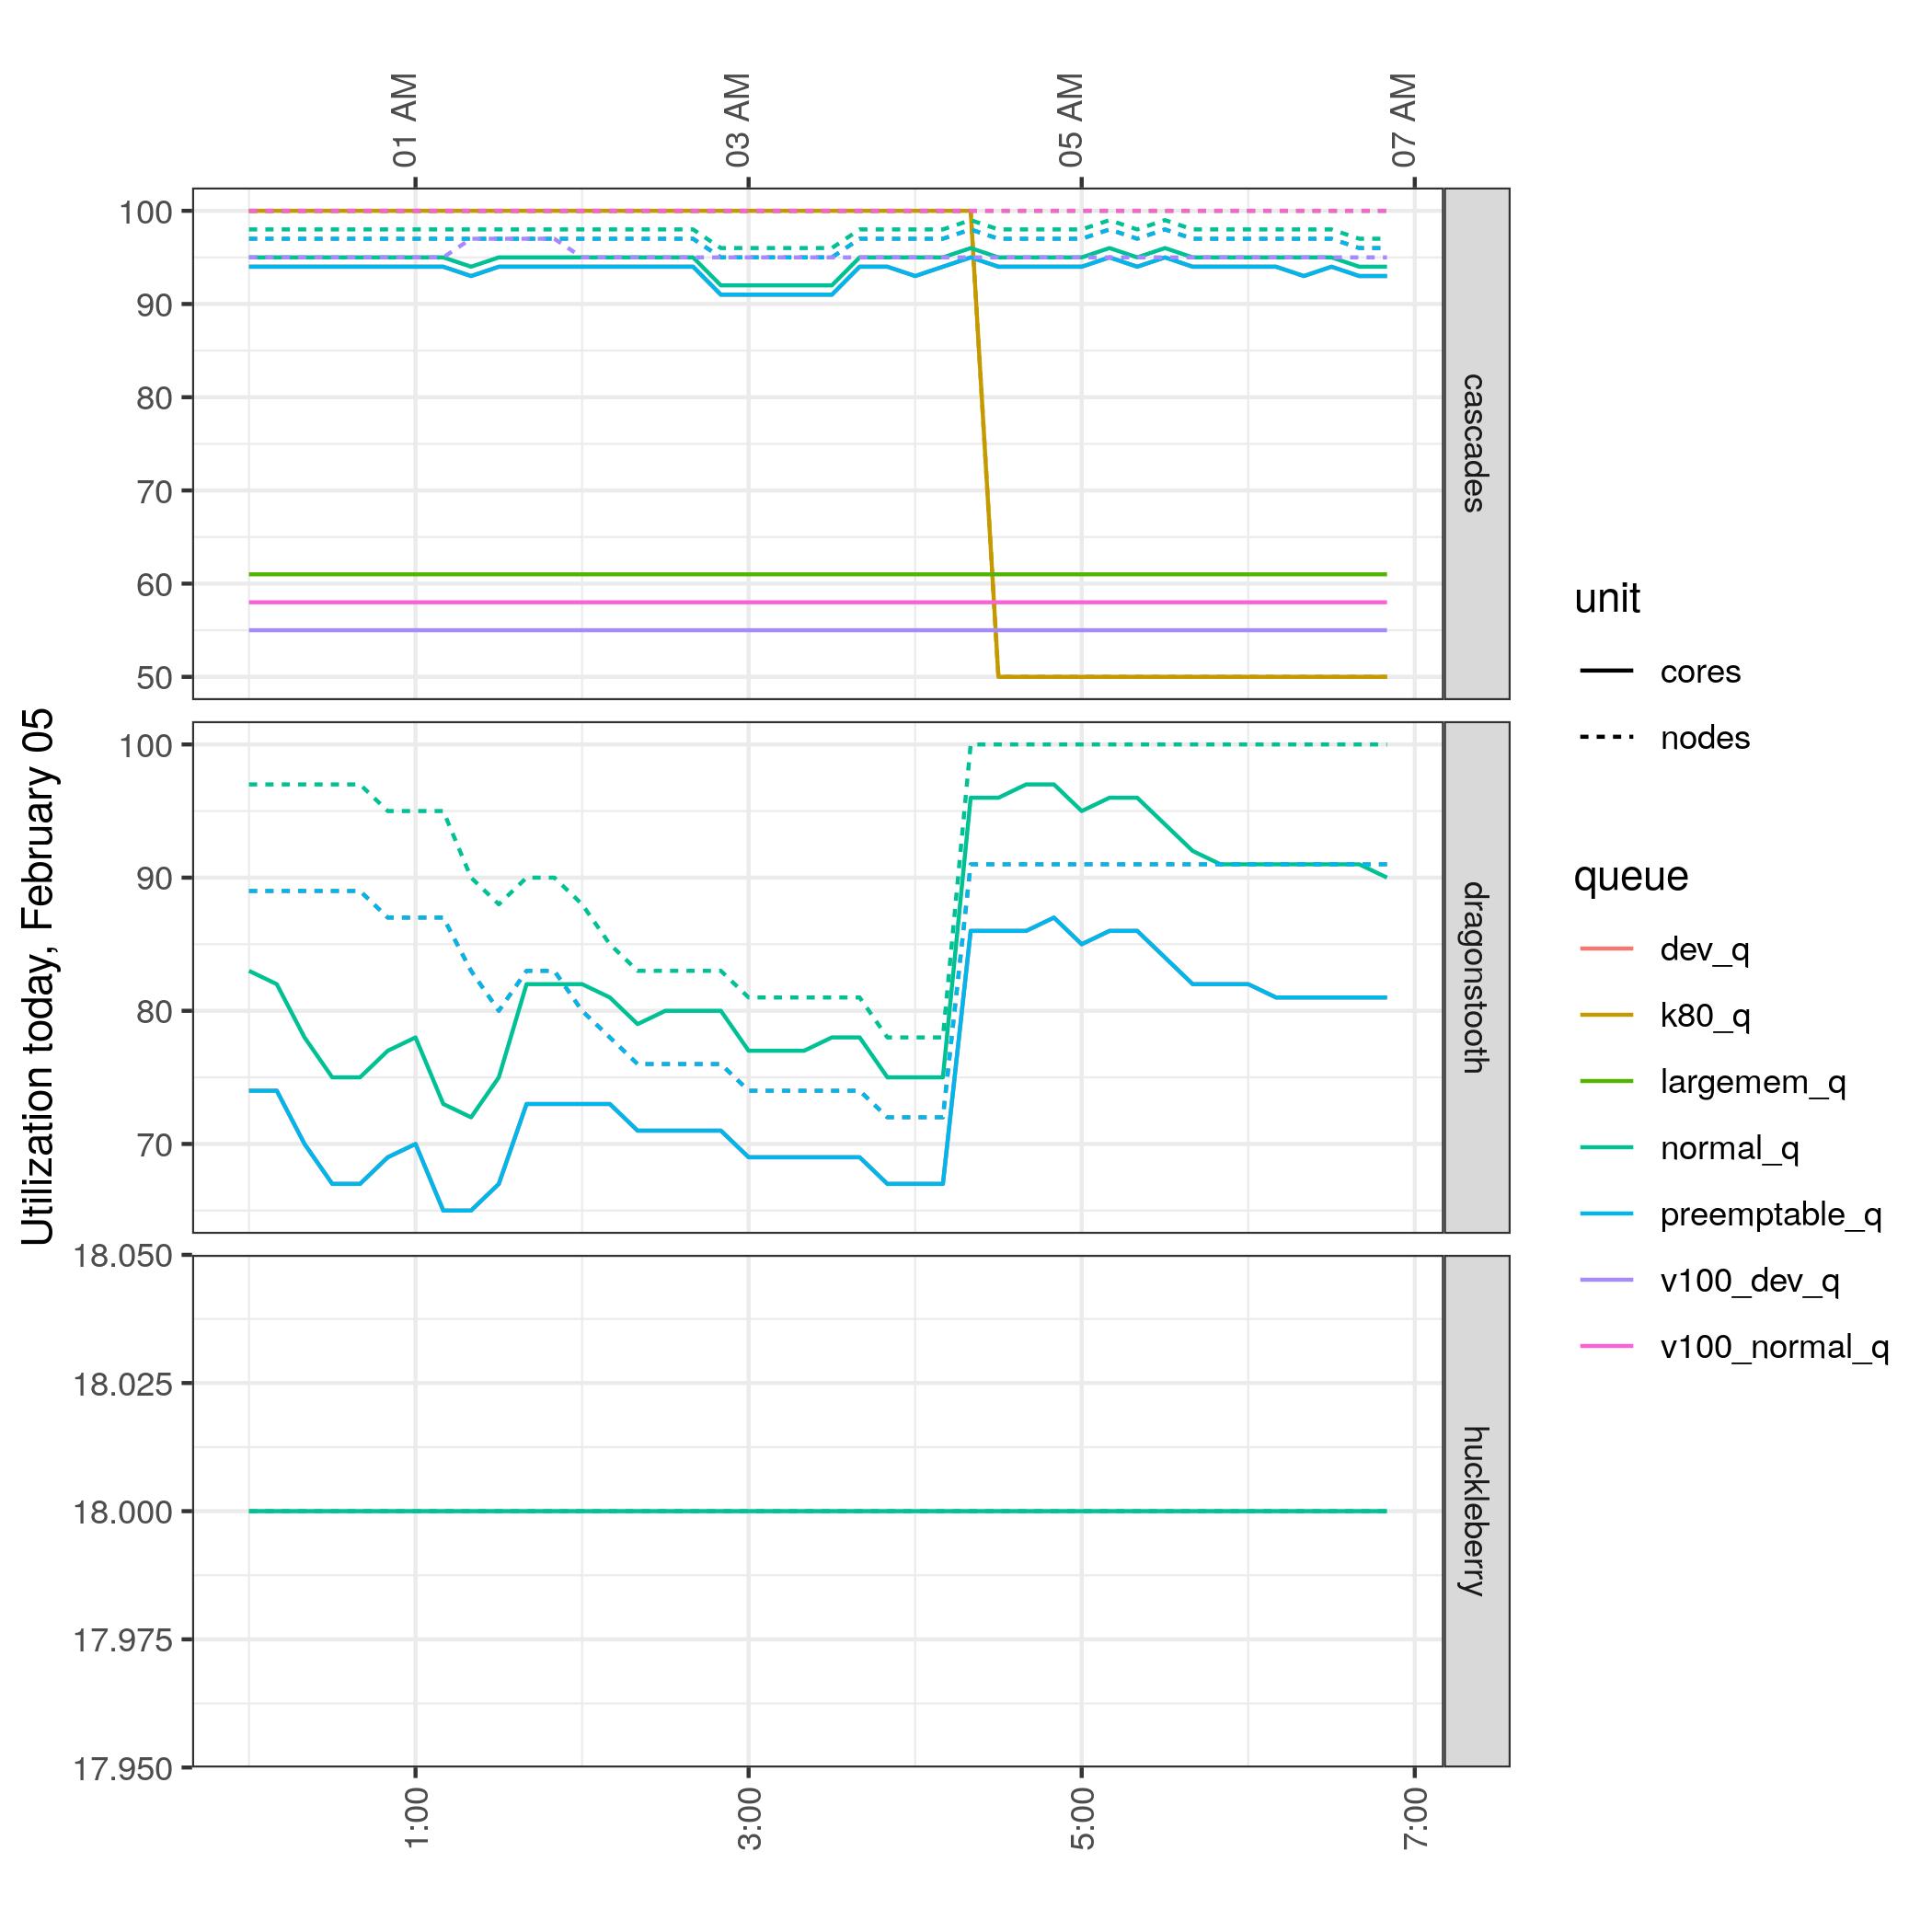 01 AM
03 AM
05 AM
07 AM
100
90
80
70
60
50
cascades
100
90
80
70
dragonstooth
18.050
18.025
18.000
17.975
17.950
huckleberry
1:00
3:00
5:00
7:00
Utilization today, February 05
unit
cores
nodes
queue
dev_q
k80_q
largemem_q
normal_q
preemptable_q
v100_dev_q
v100_normal_q